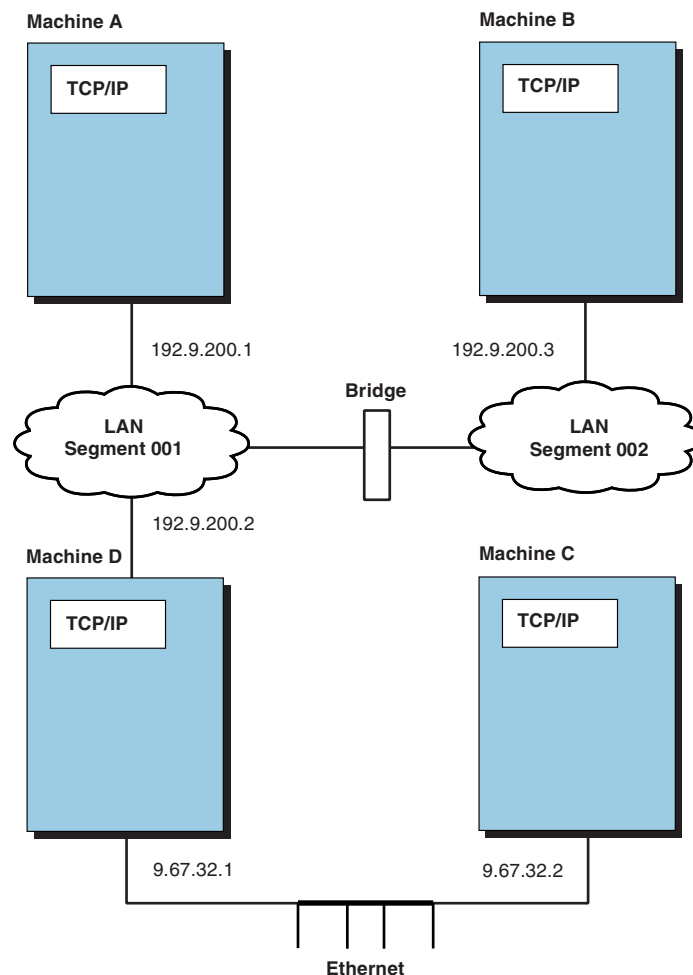 Machine A
Machine B
TCP/IP
TCP/IP
192.9.200.1
192.9.200.3
Bridge
LAN
Segment 001
LAN
Segment 002
192.9.200.2
Machine D
Machine C
TCP/IP
TCP/IP
9.67.32.1
9.67.32.2
Ethernet